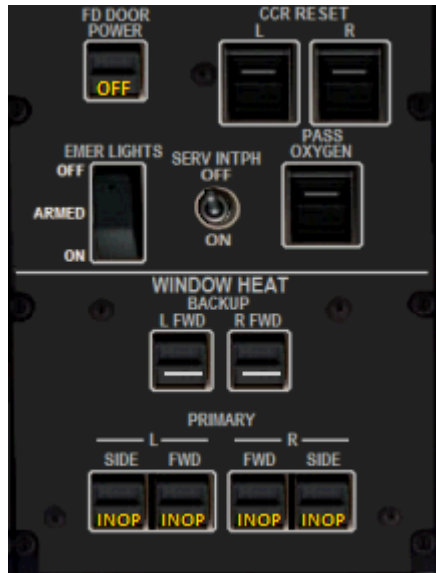 FD DOOR
POWER
OFF
CCR RESET
L R
EMER LIGHTS
OFF
ARMED
ON
SERV INTPH
OFF
ON
PASS
OXYGEN
WINDOW HEAT
BACKUP
L FWD R FWD
PRIMARY
L R
SIDE FWD FWD SIDE
INOP INOP INOP INOP